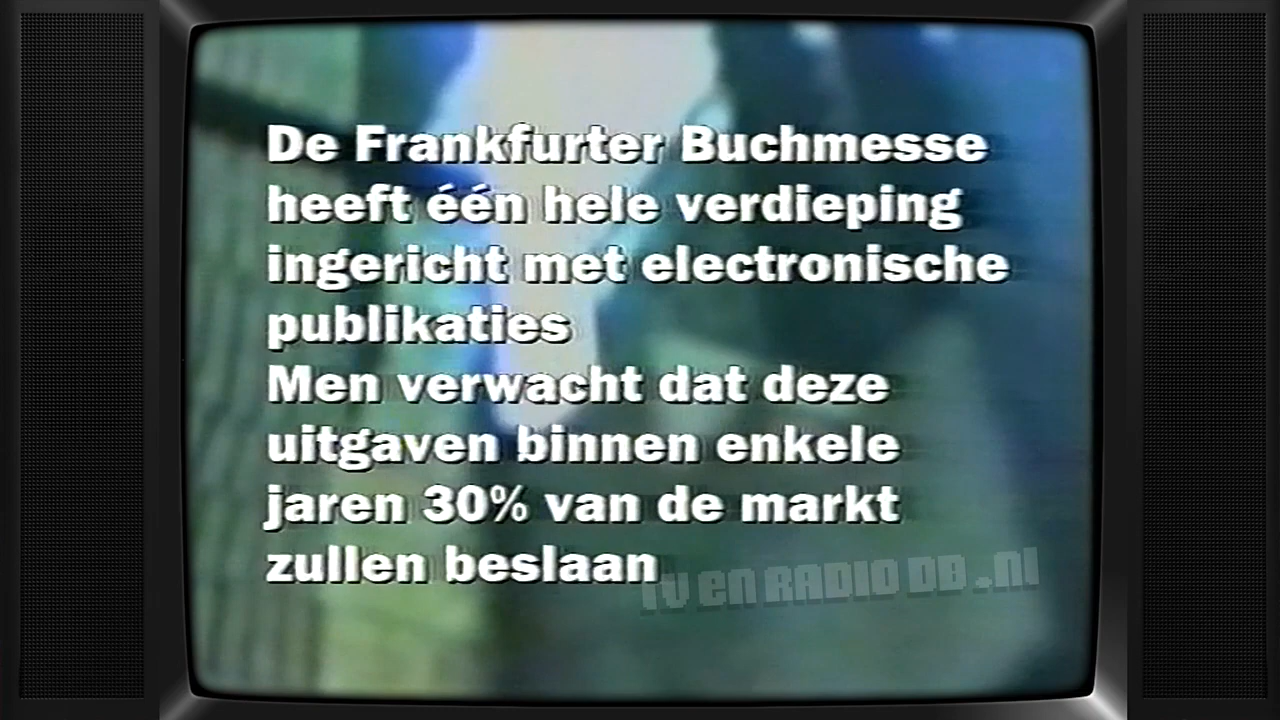 De Frankfurter Buchmesse
heeft één hele verdieping
ingericht met electronische
publikaties
Men verwacht dat deze
uitgaven binnen enkele
jaren 30% van de markt
zullen beslaan
TV EN RADIO DB .nl